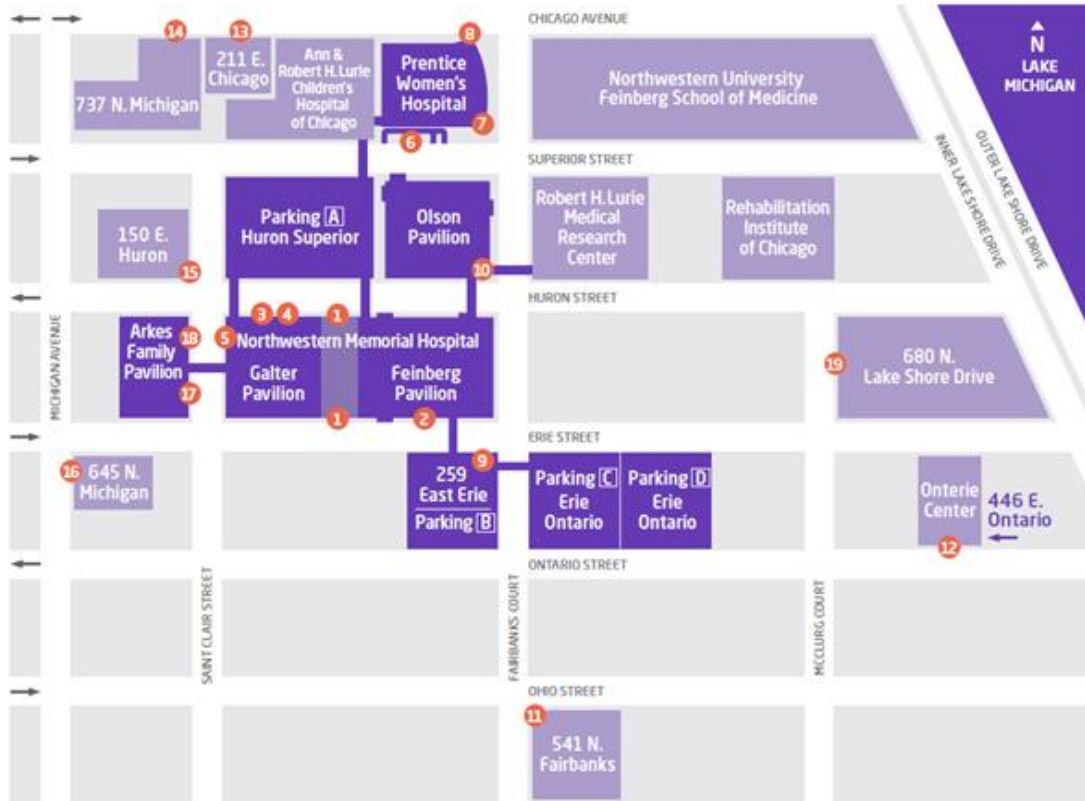 CHICAGO AVENUE
14
13
8
N
LAKE
MICHIGAN
737 N. Michigan
211 E.
Chicago
Ann &
Robert H. Lurie
Children's
Hospital
of Chicago
Prentice
Women's
Hospital
7
6
Northwestern University
Feinberg School of Medicine
INNER LAKE SHORE DRIVE
OUTER LAKE SHORE DRIVE
SUPERIOR STREET
150 E.
Huron
15
Parking A
Huron Superior
Olson
Pavilion
10
Robert H. Lurie
Medical
Research
Center
Rehabilitation
Institute
of Chicago
HURON STREET
MICHIGAN AVENUE
Arkes
Family
Pavilion
18
17
3
4
1
5
Northwestern Memorial Hospital
Galter
Pavilion
Feinberg
Pavilion
1
2
19
680 N.
Lake Shore Drive
ERIE STREET
16
645 N.
Michigan
9
259
East Erie
Parking B
Parking C
Erie
Ontario
Parking D
Erie
Ontario
Onterie
Center
446 E.
Ontario
12
ONTARIO STREET
SAINT CLAIR STREET
FAIRBANKS COURT
MCCLURG COURT
OHIO STREET
11
541 N.
Fairbanks